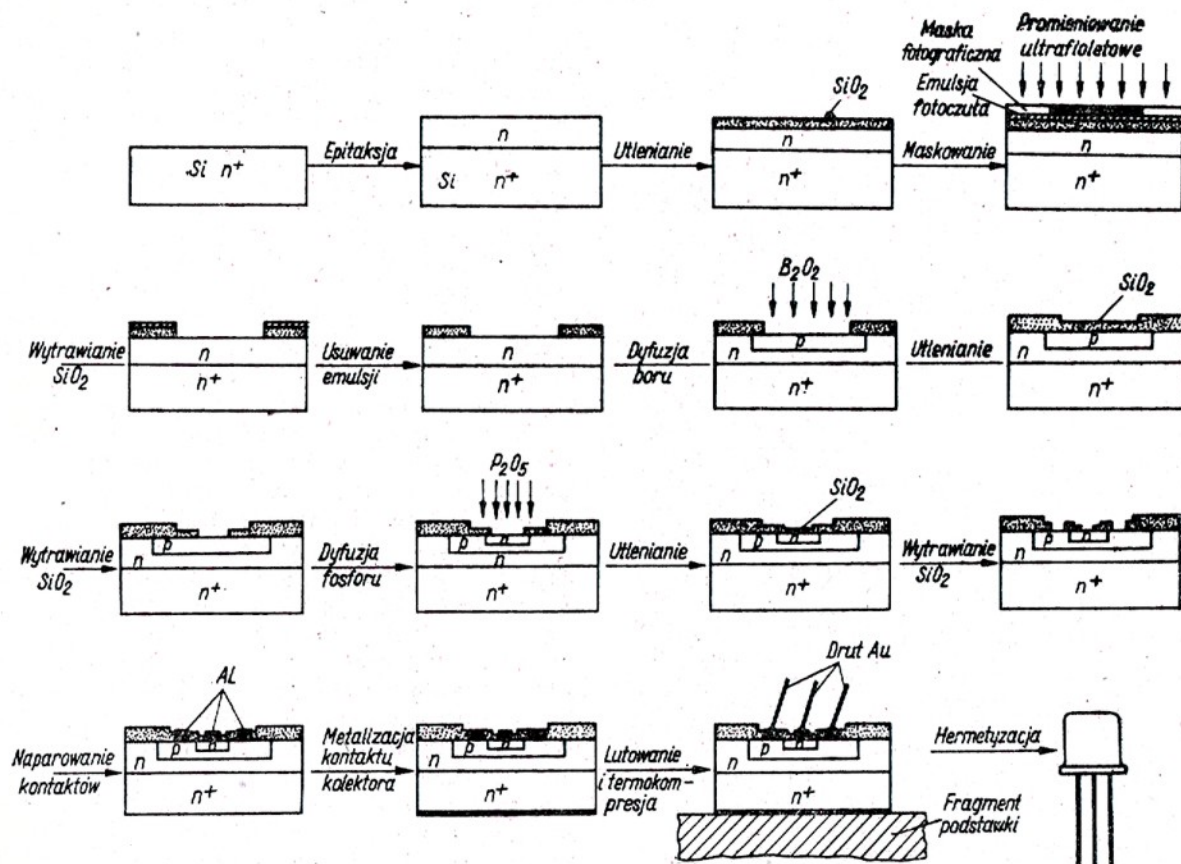 Maska
fotograficzna
Promieniowanie
ultrafioletowe
Emulsja
fotoczuła
SiO2
n
n
n
Si n+
Epitaksja
Si n+
Utlenianie
n+
Maskowanie
n+
B2O2
SiO2
Wytrawianie
SiO2
n
n+
Usuwanie
emulsji
n
n+
Dyfuzja
boru
n
p
n+
Utlenianie
n
p
n+
P2O5
SiO2
Wytrawianie
SiO2
n
p
n+
Dyfuzja
fosforu
p
n
n
n+
Utlenianie
n
p
n
n+
Wytrawianie
SiO2
n
p
n
n+
AL
Drut Au
Naparowanie
kontaktów
n
p
n
n+
Metalizacja
kontaktu
kolektora
n
p
n
n+
Lutowanie
i termokom-
presja
n
p
n
n+
Hermetyzacja
Fragment
podstawki